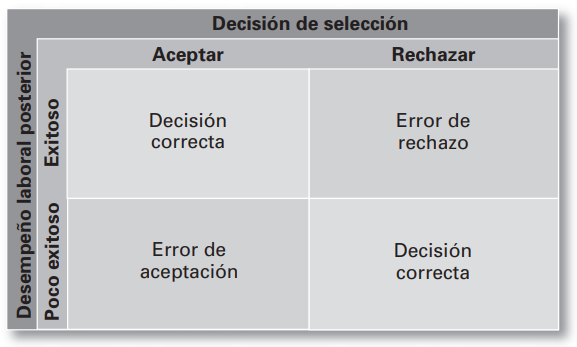 Decisión de selección
Aceptar
Rechazar
Desempeño laboral posterior
Exitoso
Decisión
correcta
Error de
rechazo
Poco exitoso
Error de
aceptación
Decisión
correcta